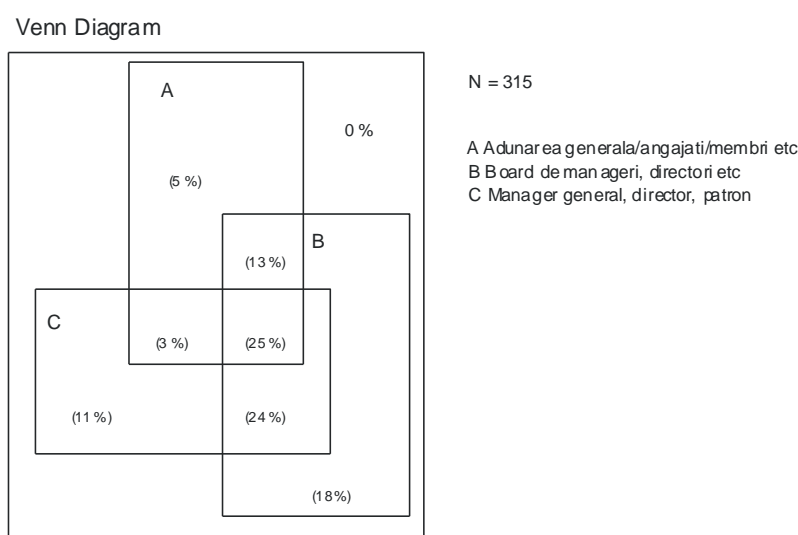 Venn Diagram
A
0 %
(5 %)
B
(13 %)
C
(3 %)
(25 %)
(11 %)
(24 %)
(18 %)
N = 315
A Adunarea generala/angajati/membri etc
B Board de manageri, directori etc
C Manager general, director, patron